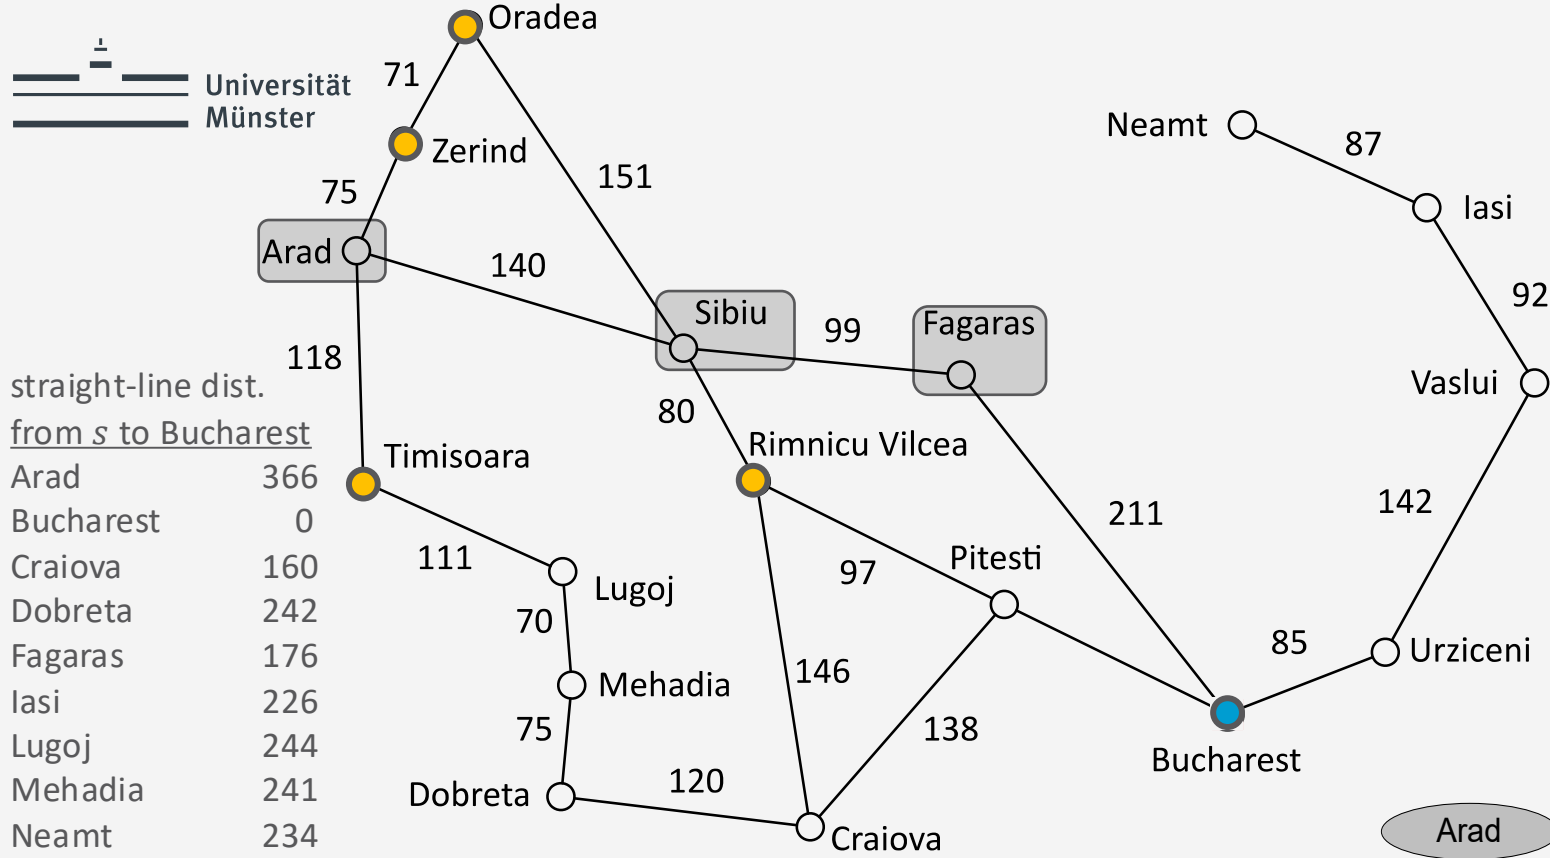 Oradea
Universität
Münster
71
Neamt
87
Zerind
151
75
Iasi
Arad
140
92
Sibiu
Fagaras
99
118
straight-line dist.
Vaslui
80
from s to Bucharest
Timisoara
Rimnicu Vilcea
Arad 366
142
211
Bucharest 0
111
Pitesti
97
Craiova 160
Lugoj
Dobreta 242
70
85
Urziceni
Fagaras 176
146
Mehadia
Iasi 226
75
138
Lugoj 244
Bucharest
120
Mehadia 241
Dobreta
Neamt 234
Craiova
Arad